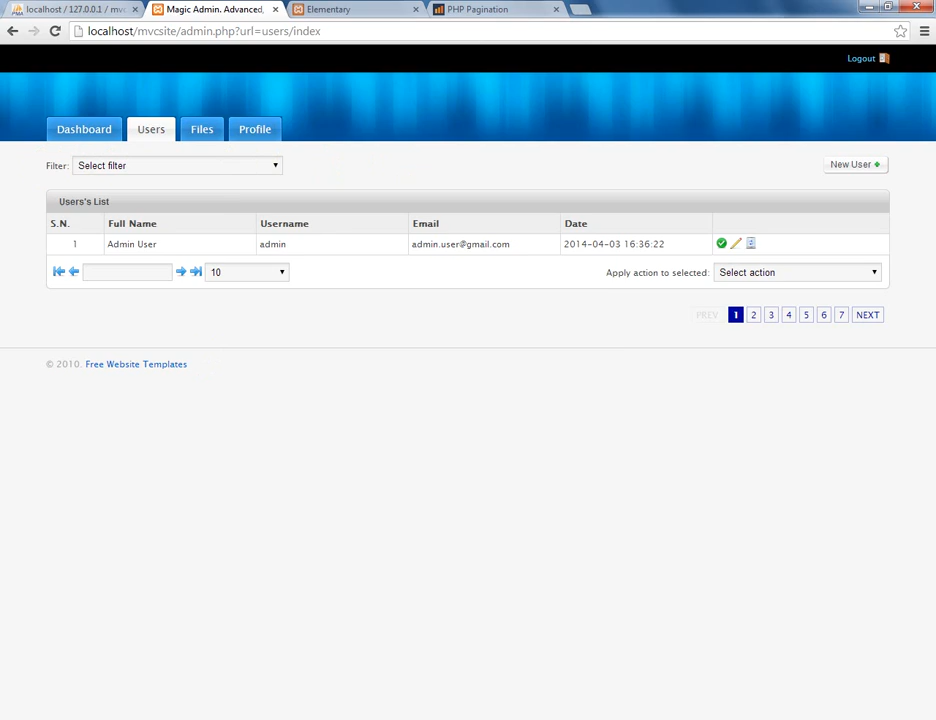 localhost / 127.0.0.1 / mvc Magic Admin. Advanced, Elementary PHP Pagination
localhost/mvcsite/admin.php?url=users/index
Logout
Dashboard Users Files Profile
Filter: Select filter New User
Users's List
S.N. Full Name Username Email Date
1 Admin User admin admin.user@gmail.com 2014-04-03 16:36:22
10 Apply action to selected: Select action
PREV 1 2 3 4 5 6 7 NEXT
© 2010. Free Website Templates